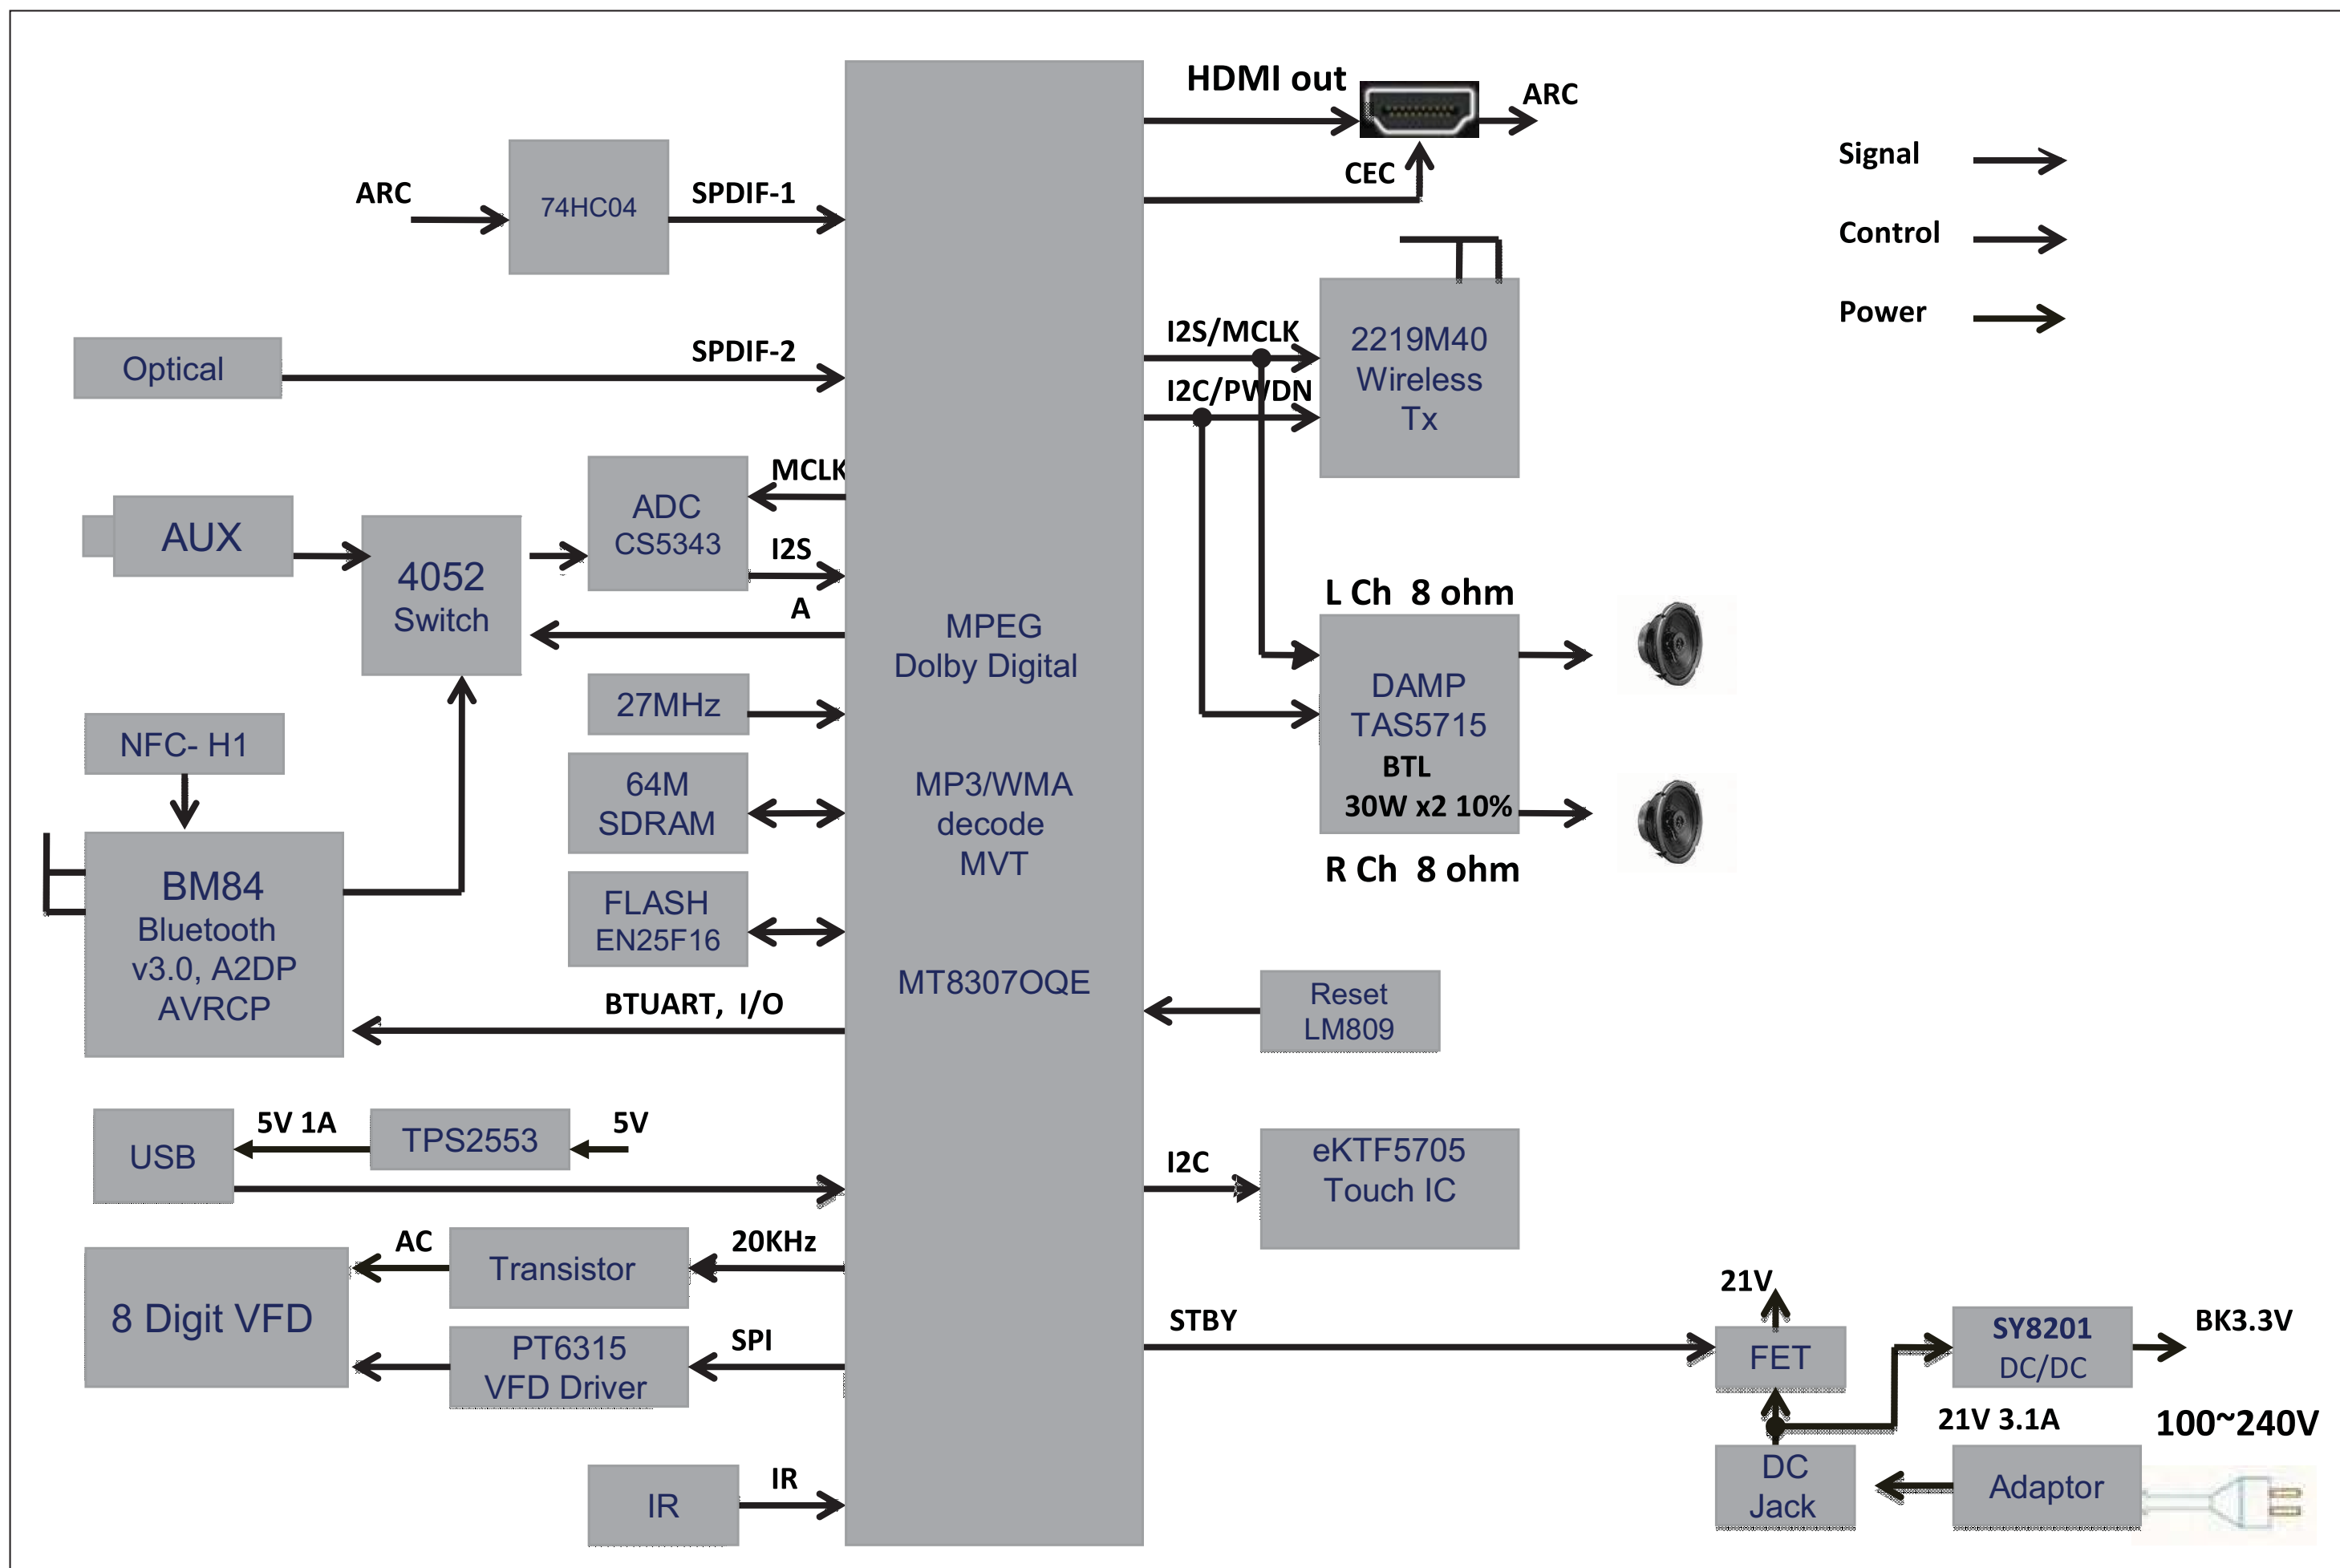 HDMI out
ARC
CEC
Signal
Control
Power
ARC
74HC04
SPDIF-1
Optical
SPDIF-2
I2S/MCLK
I2C/PWDN
2219M40
Wireless
Tx
AUX
4052
Switch
ADC
CS5343
MCLK
I2S
A
27MHz
64M
SDRAM
FLASH
EN25F16
NFC- H1
BM84
Bluetooth
v3.0, A2DP
AVRCP
BTUART, I/O
MPEG
Dolby Digital
MP3/WMA
decode
MVT
MT8307OQE
L Ch 8 ohm
DAMP
TAS5715
BTL
30W x2 10%
R Ch 8 ohm
Reset
LM809
USB
5V 1A
TPS2553
5V
I2C
eKTF5705
Touch IC
8 Digit VFD
AC
Transistor
20KHz
PT6315
VFD Driver
SPI
IR
IR
STBY
21V
FET
SY8201
DC/DC
BK3.3V
21V 3.1A
100~240V
DC
Jack
Adaptor